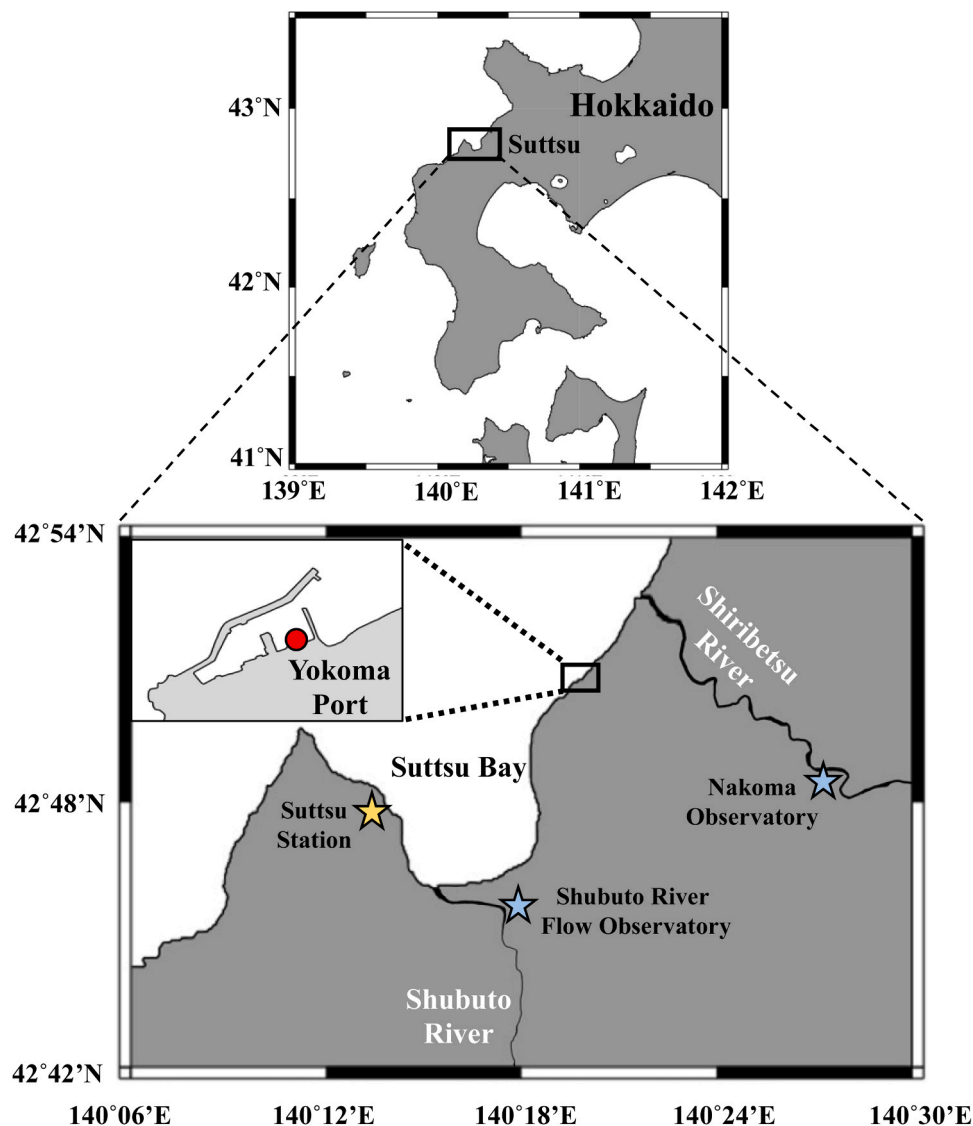 43°N
Hokkaido
Suttsu
42°N
41°N
139°E
140°E
141°E
142°E
42°54’N
Yokoma
Port
Shiribetsu
River
Suttsu Bay
42°48’N
Suttsu
Station
Nakoma
Observatory
Shubuto River
Flow Observatory
Shubuto
River
42°42’N
140°06’E
140°12’E
140°18’E
140°24’E
140°30’E